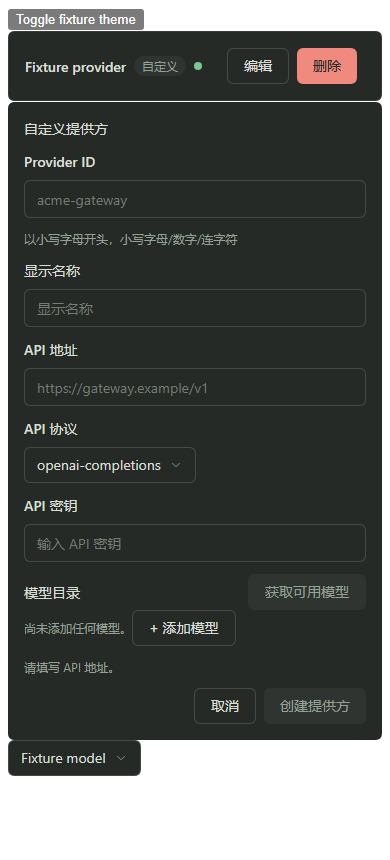 Toggle fixture theme
Fixture provider 自定义 编辑 删除
自定义提供方
Provider ID
acme-gateway
以小写字母开头，小写字母/数字/连字符
显示名称
显示名称
API 地址
https://gateway.example/v1
API 协议
openai-completions
API 密钥
输入 API 密钥
模型目录 获取可用模型
尚未添加任何模型。 + 添加模型
请填写 API 地址。
取消 创建提供方
Fixture model